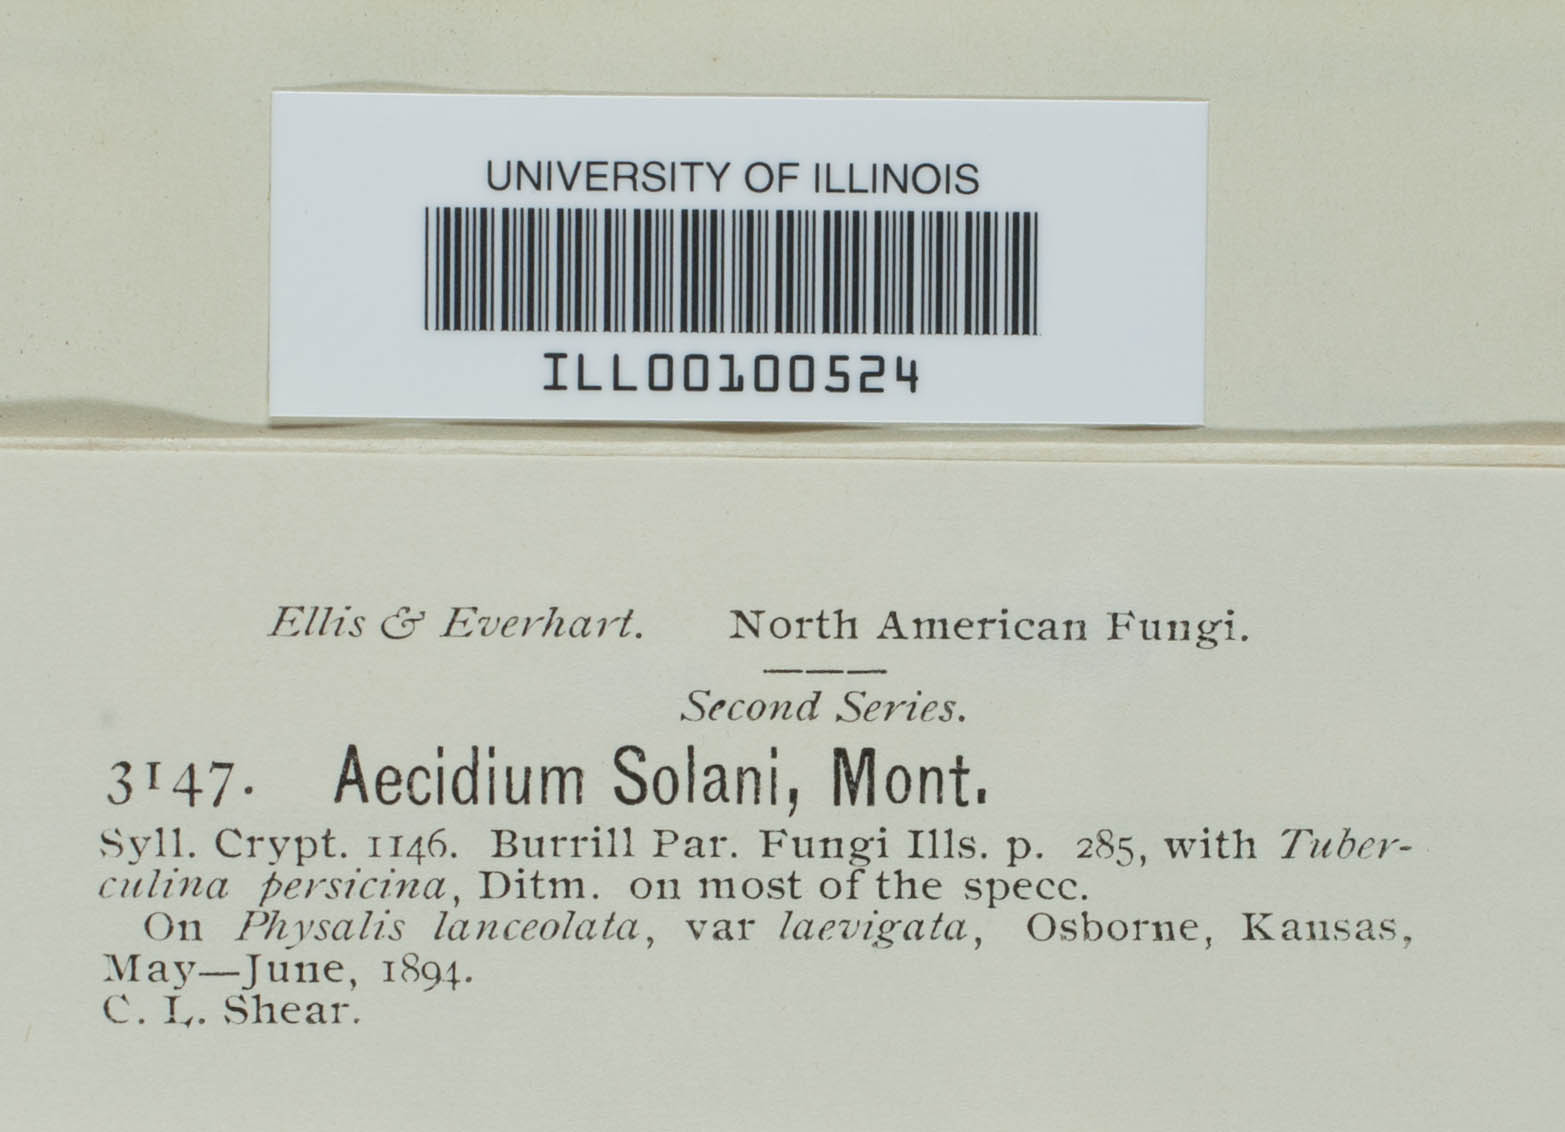 UNIVERSITY OF ILLINOIS
ILL00100524
Ellis & Everhart. North American Fungi.
Second Series.
3147. Aecidium Solani, Mont.
Syll. Crypt. 1146. Burrill Par. Fungi Ills. p. 285, with Tuber-
culina persicina, Ditm. on most of the specc.
On Physalis lanceolata, var laevigata, Osborne, Kansas,
May—June, 1894.
C. L. Shear.